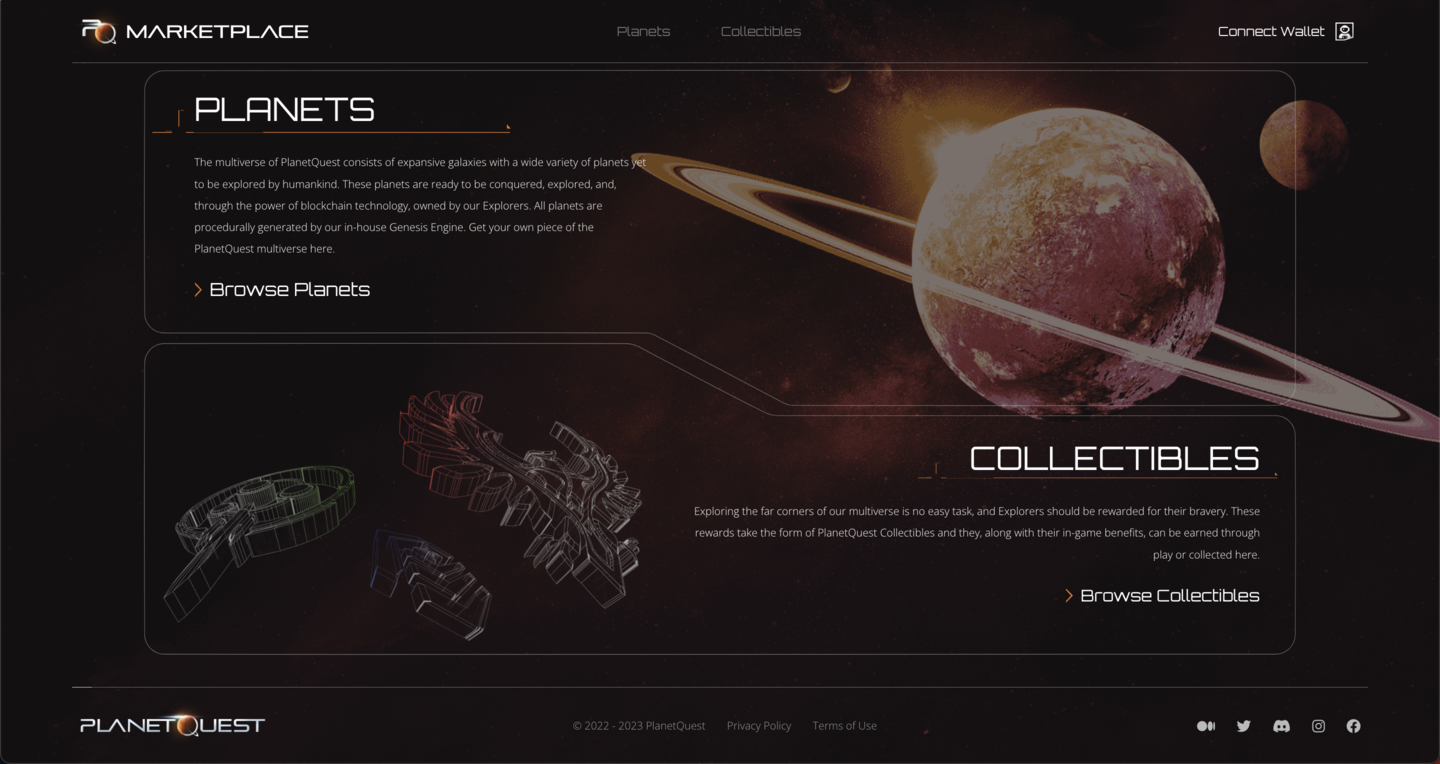 PQ MARKETPLACE
Planets
Collectibles
Connect Wallet
PLANETS
The multiverse of PlanetQuest consists of expansive galaxies with a wide variety of planets yet
to be explored by humankind. These planets are ready to be conquered, explored, and,
through the power of blockchain technology, owned by our Explorers. All planets are
procedurally generated by our in-house Genesis Engine. Get your own piece of the
PlanetQuest multiverse here.
Browse Planets
COLLECTIBLES
Exploring the far corners of our multiverse is no easy task, and Explorers should be rewarded for their bravery. These
rewards take the form of PlanetQuest Collectibles and they, along with their in-game benefits, can be earned through
play or collected here.
Browse Collectibles
PLANETQUEST
© 2022 - 2023 PlanetQuest
Privacy Policy
Terms of Use